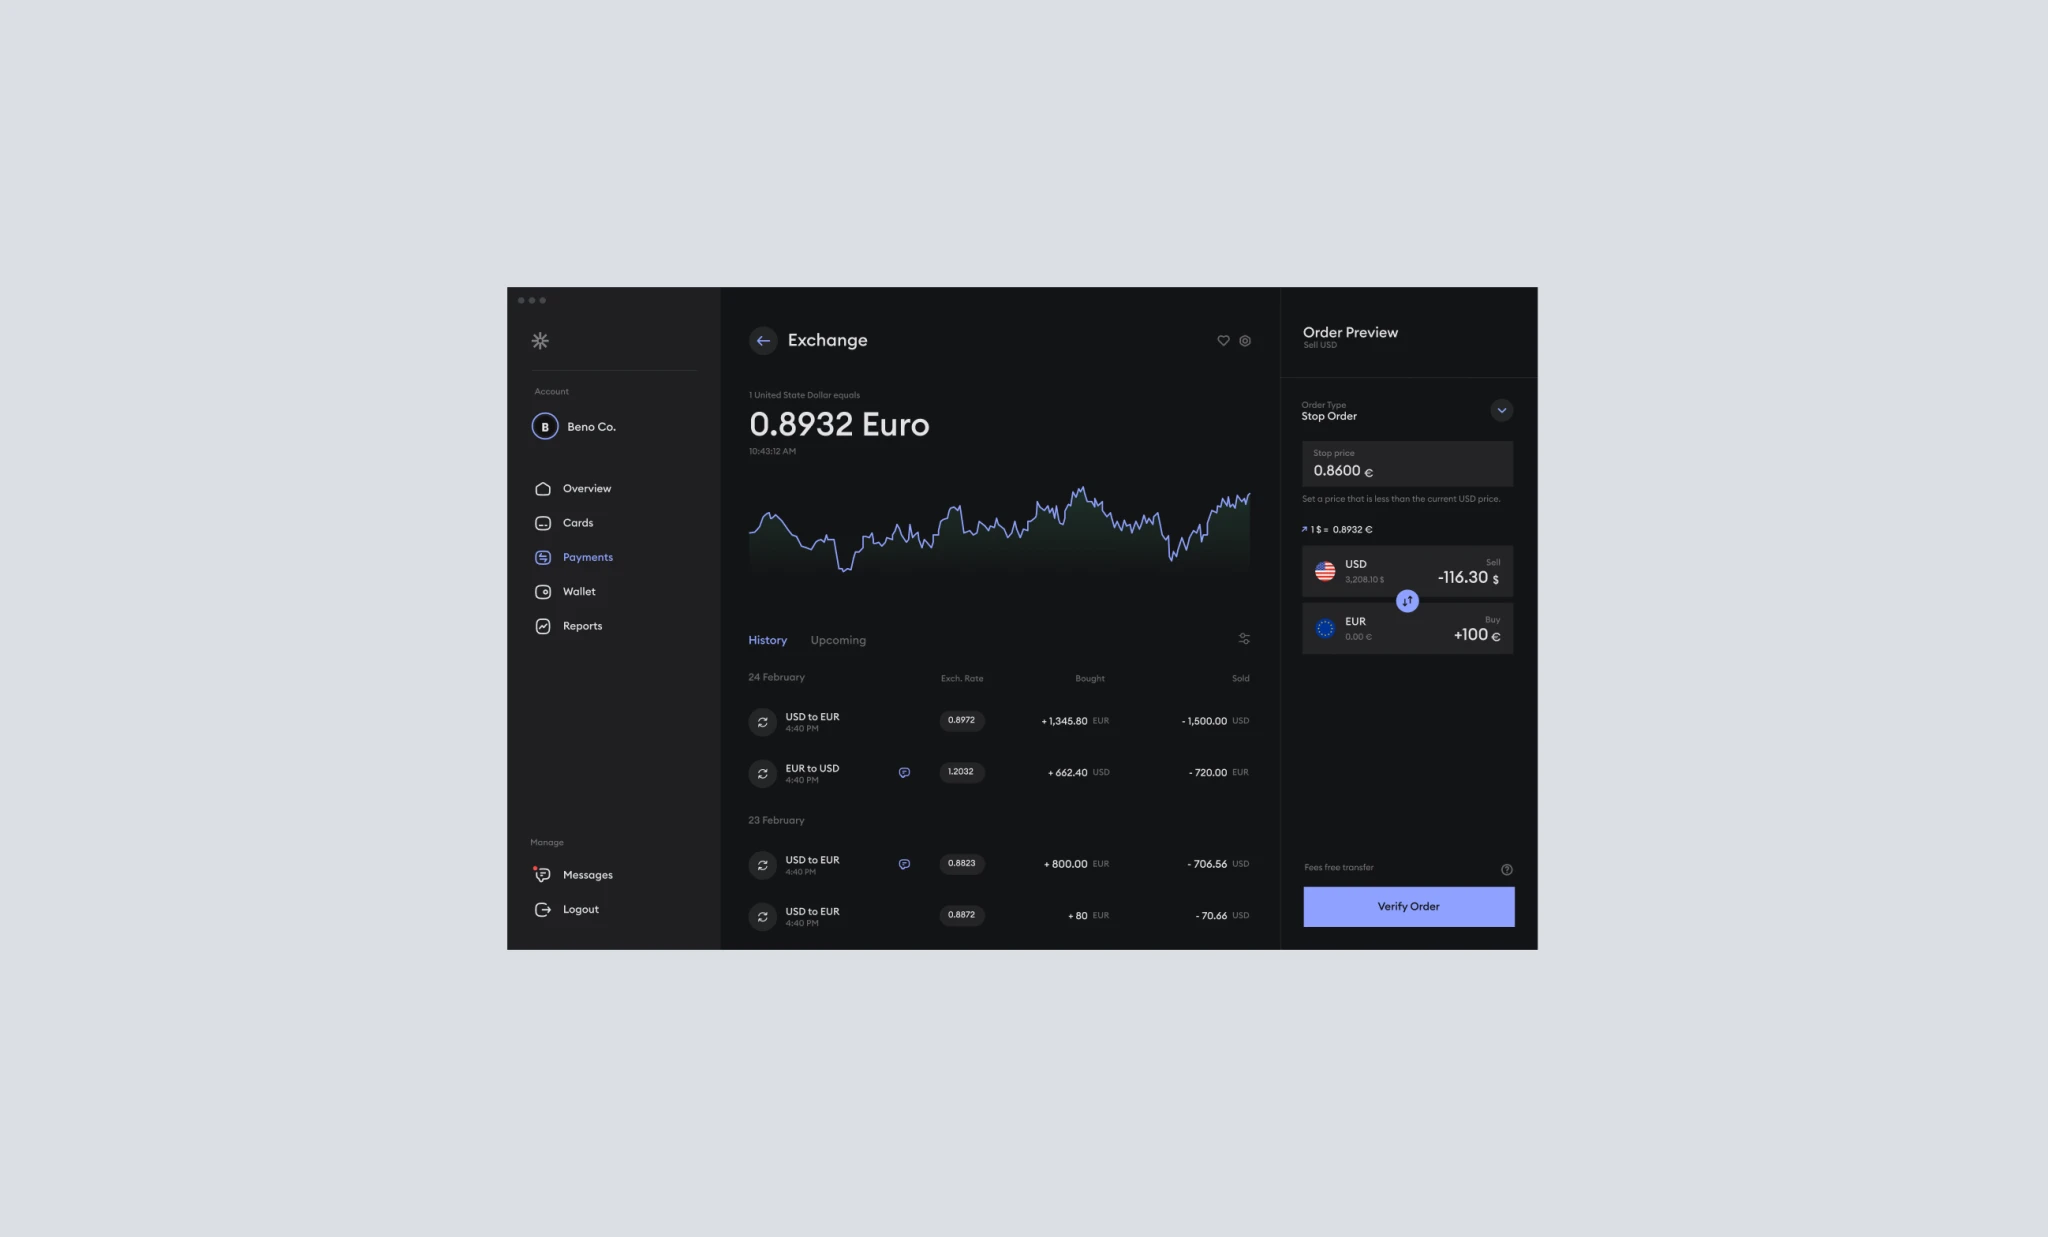 Account
B
Beno Co.
Overview
Cards
Payments
Wallet
Reports
Manage
Messages
Logout
Exchange
1 United State Dollar equals
0.8932 Euro
10:43:12 AM
History Upcoming
24 February Exch. Rate Bought Sold
USD to EUR 0.8972 + 1,345.80 EUR - 1,500.00 USD
4:40 PM
EUR to USD 1.2032 + 662.40 USD - 720.00 EUR
4:40 PM
23 February
USD to EUR 0.8823 + 800.00 EUR - 706.56 USD
4:40 PM
USD to EUR 0.8872 + 80 EUR - 70.66 USD
4:40 PM
Order Preview
Sell USD
Order Type
Stop Order
Stop price
0.8600 €
Set a price that is less than the current USD price.
1 $ = 0.8932 €
USD Sell
3,208.10 $ -116.30 $
EUR Buy
0.00 € +100 €
Fees free transfer
Verify Order